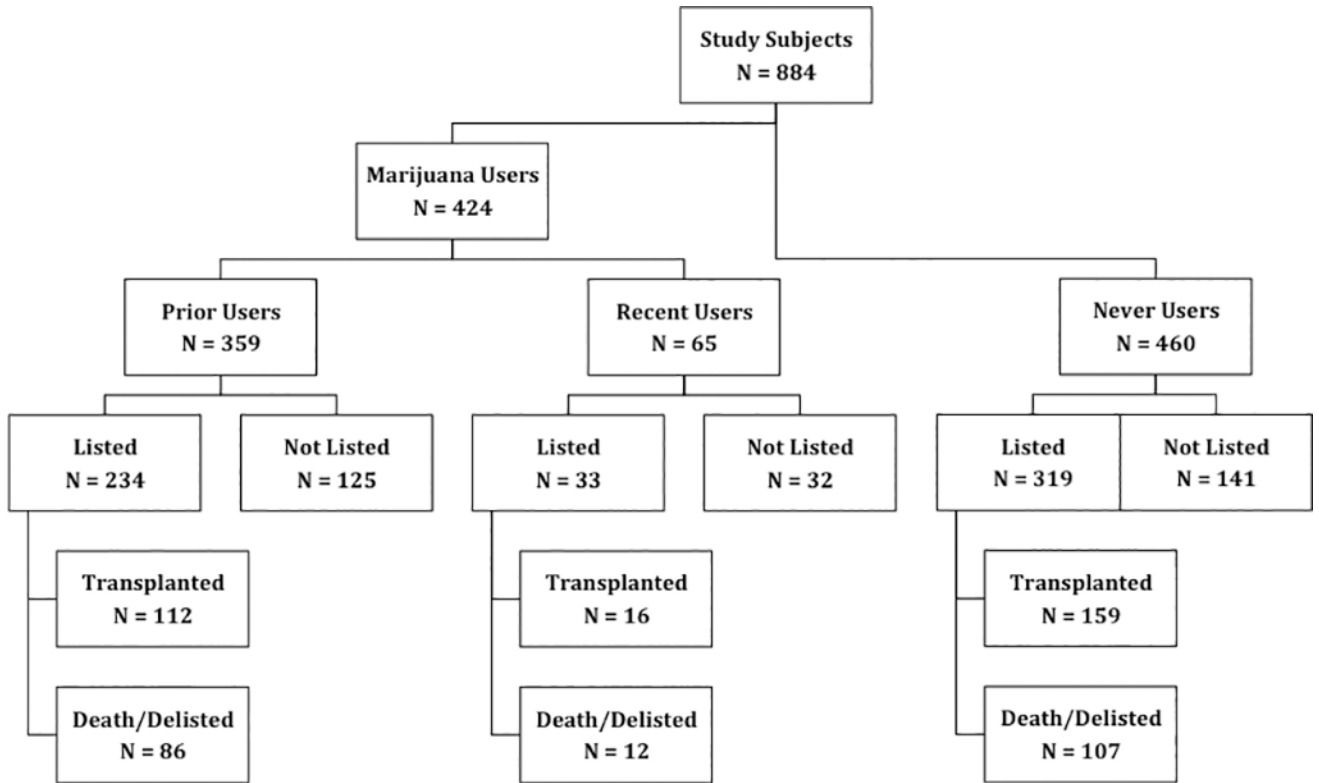 Study Subjects
N = 884
Marijuana Users
N = 424
Prior Users
N = 359
Recent Users
N = 65
Never Users
N = 460
Listed
N = 234
Not Listed
N = 125
Listed
N = 33
Not Listed
N = 32
Listed
N = 319
Not Listed
N = 141
Transplanted
N = 112
Transplanted
N = 16
Transplanted
N = 159
Death/Delisted
N = 86
Death/Delisted
N = 12
Death/Delisted
N = 107